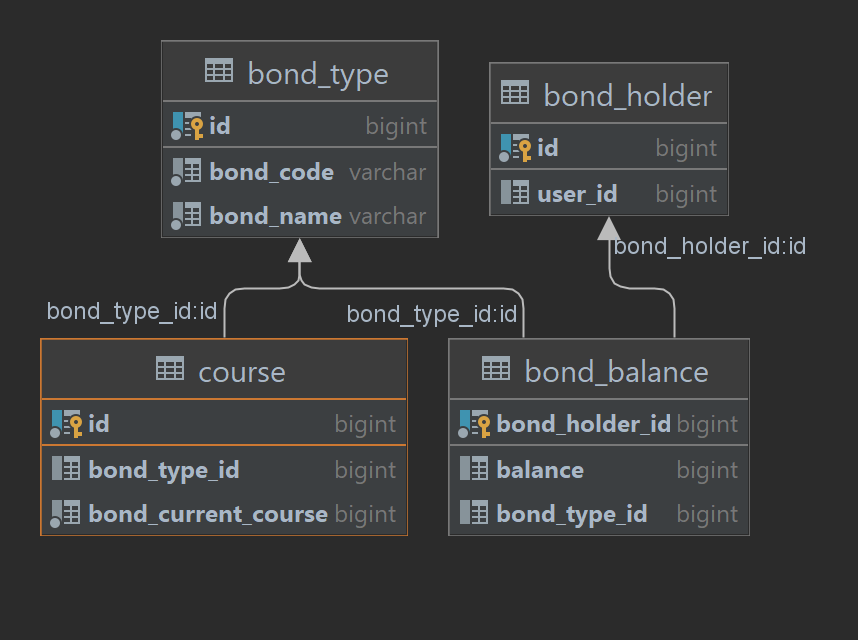 bond_type
id bigint
bond_code varchar
bond_name varchar
bond_holder
id bigint
user_id bigint
bond_holder_id:id
bond_type_id:id
bond_type_id:id
course
id bigint
bond_type_id bigint
bond_current_course bigint
bond_balance
bond_holder_id bigint
balance bigint
bond_type_id bigint